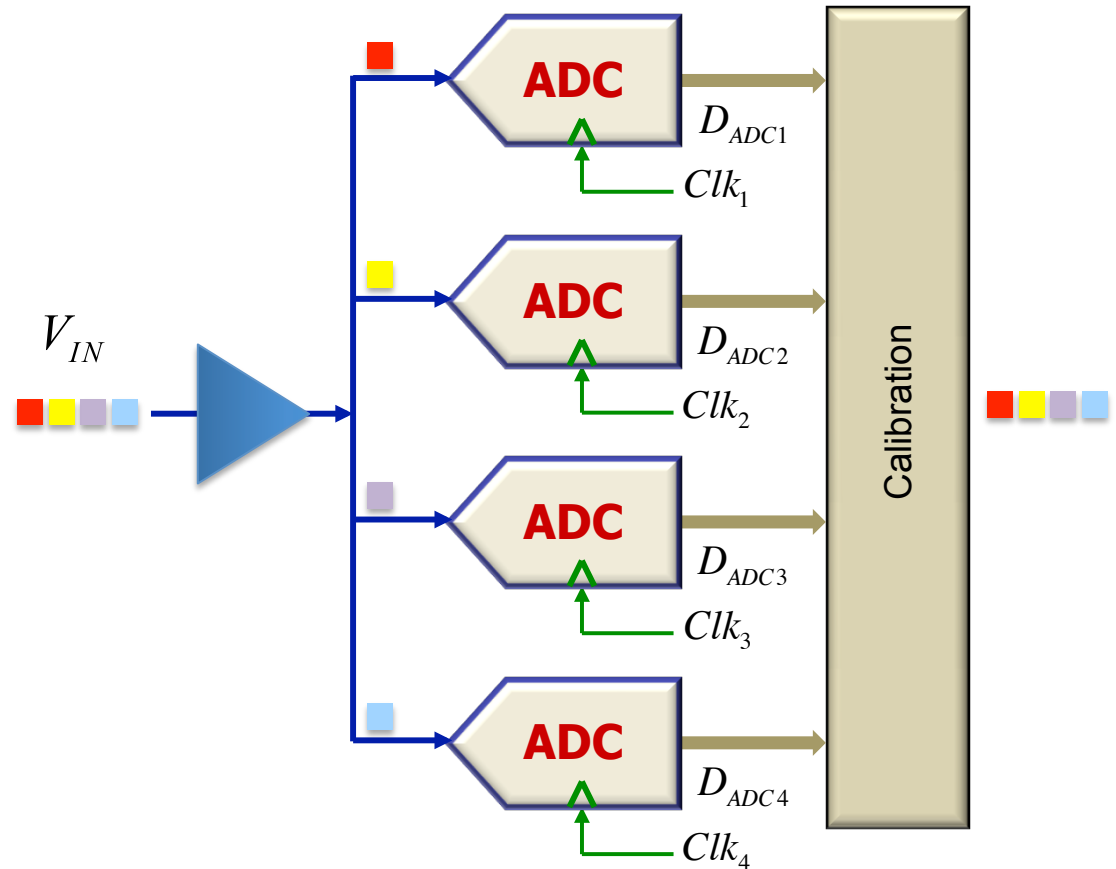 ADC
D_ADC1
Clk_1
ADC
D_ADC2
Clk_2
V_IN
ADC
D_ADC3
Clk_3
ADC
D_ADC4
Clk_4
Calibration